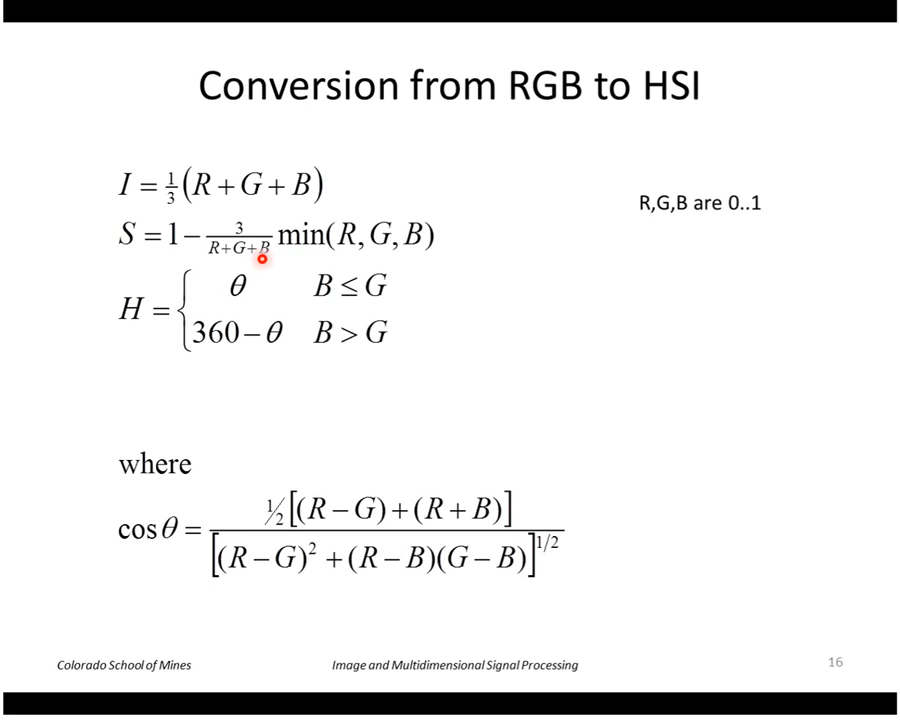 Conversion from RGB to HSI
I = 1/3 (R + G + B)
R,G,B are 0..1
S = 1 − 3/(R+G+B) min(R, G, B)
H = { θ B ≤ G
360 − θ B > G
where
cos θ = ½[(R − G) + (R + B)] / [(R − G)² + (R − B)(G − B)]^1/2
Colorado School of Mines Image and Multidimensional Signal Processing 16